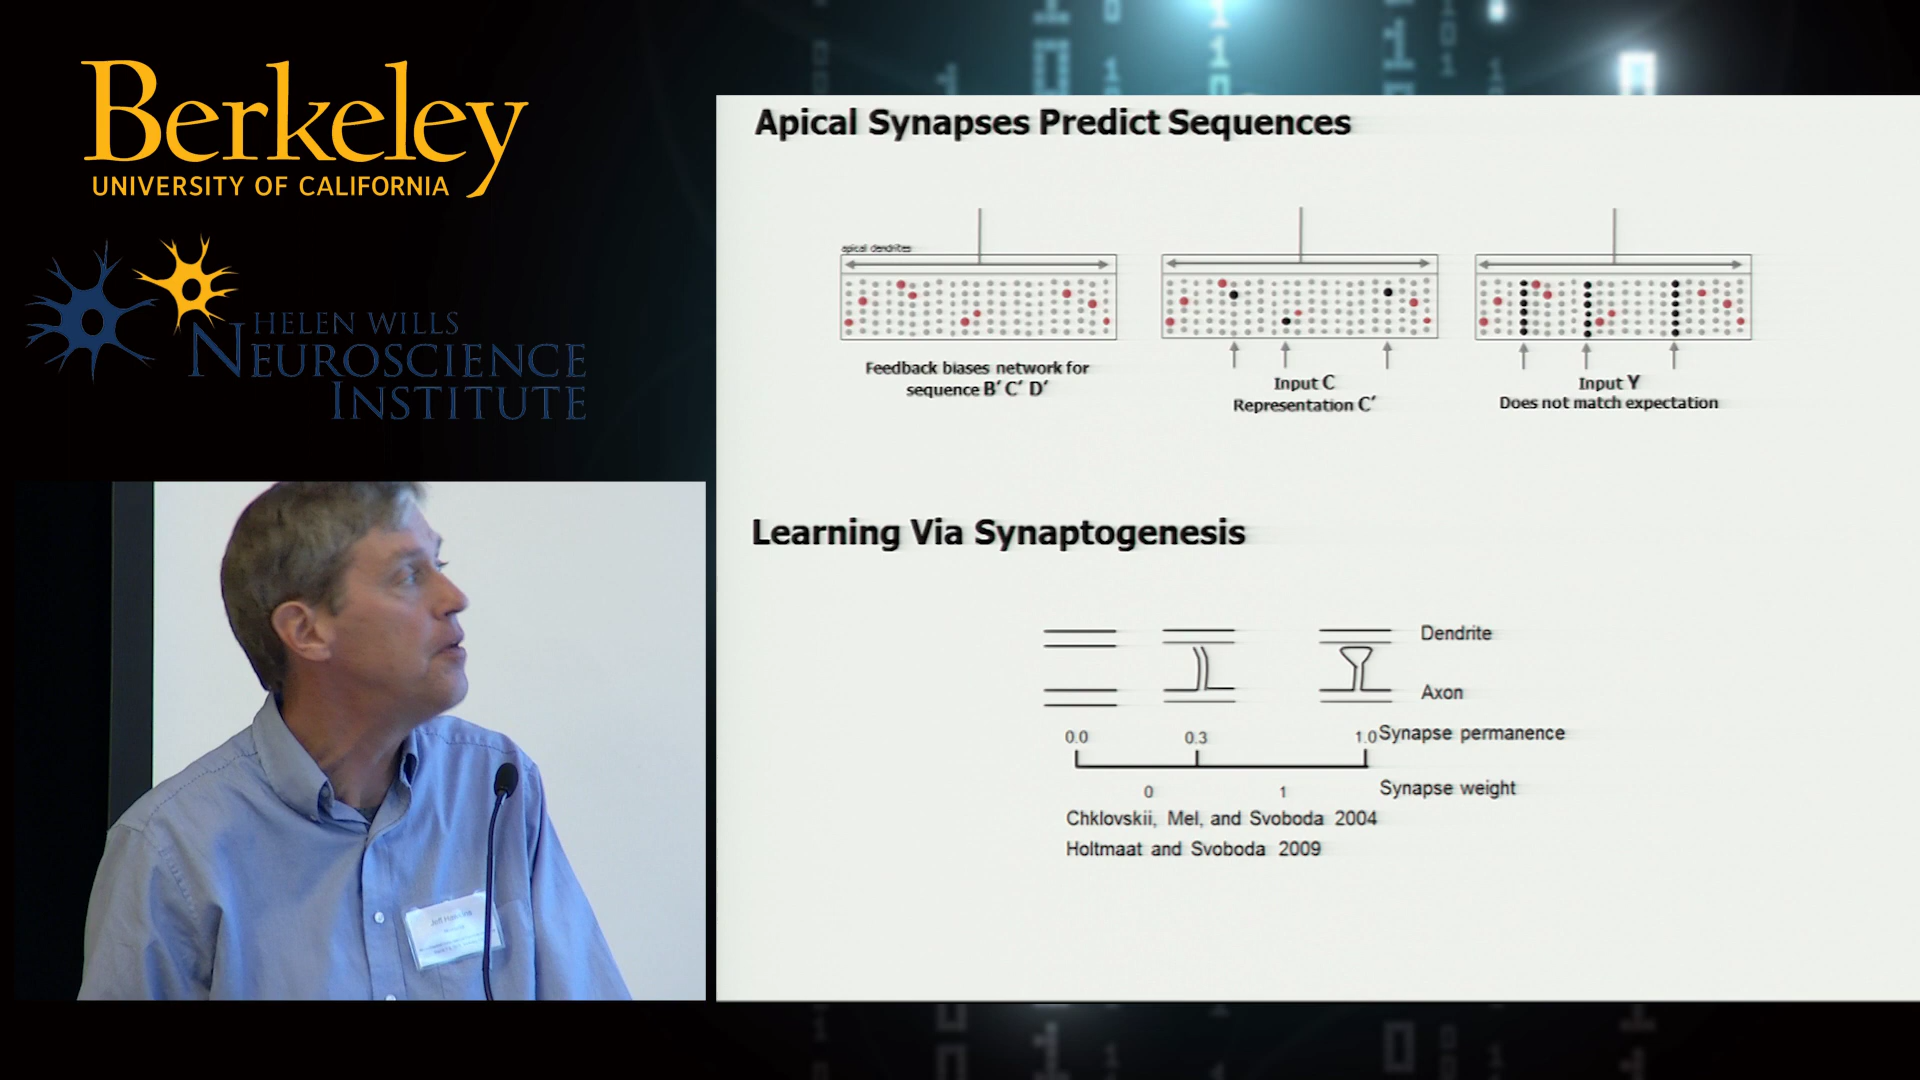 Berkeley
UNIVERSITY OF CALIFORNIA
HELEN WILLS
NEUROSCIENCE
INSTITUTE
Apical Synapses Predict Sequences
apical dendrites
Feedback biases network for
sequence B′ C′ D′
Input C
Representation C′
Input Y
Does not match expectation
Learning Via Synaptogenesis
Dendrite
Axon
0.0 0.3 1.0 Synapse permanence
0 1 Synapse weight
Chklovskii, Mel, and Svoboda 2004
Holtmaat and Svoboda 2009
Jeff Hawkins